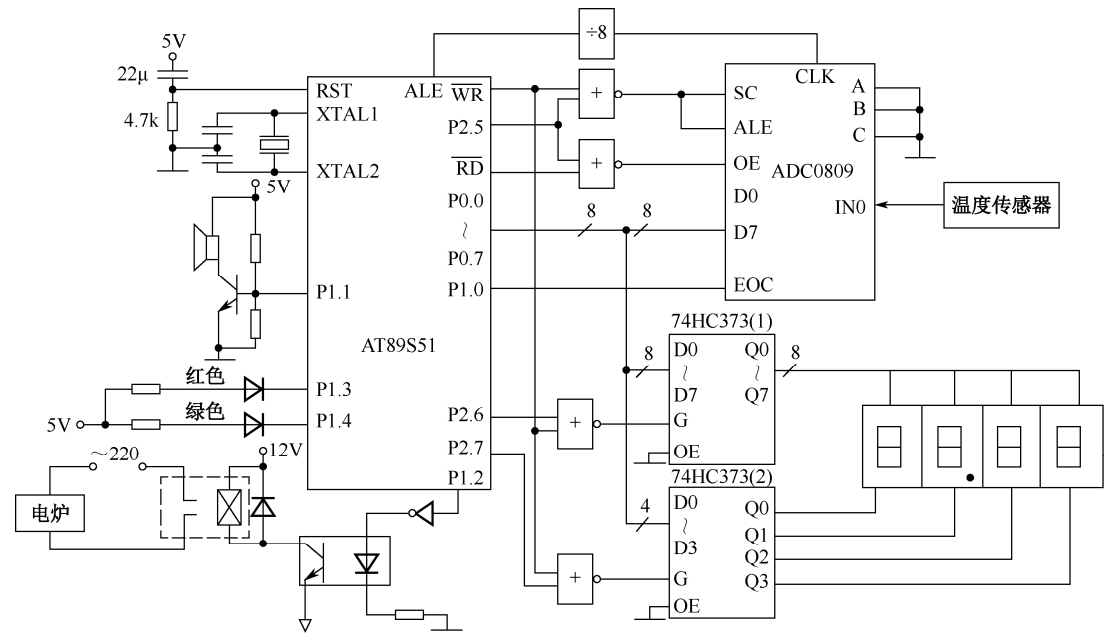 ÷8
5V
22μ
4.7k
RST
XTAL1
XTAL2
ALE
WR
P2.5
RD
P0.0
~
P0.7
P1.0
+
+
CLK
SC
ALE
OE
D0
D7
EOC
ADC0809
A
B
C
IN0
温度传感器
8
8
5V
P1.1
AT89S51
红色
P1.3
绿色
5V
P1.4
P2.6
P2.7
P1.2
~220
12V
电炉
+
+
74HC373(1)
8
D0
~
D7
G
OE
Q0
~
Q7
8
74HC373(2)
4
D0
~
D3
G
OE
Q0
Q1
Q2
Q3